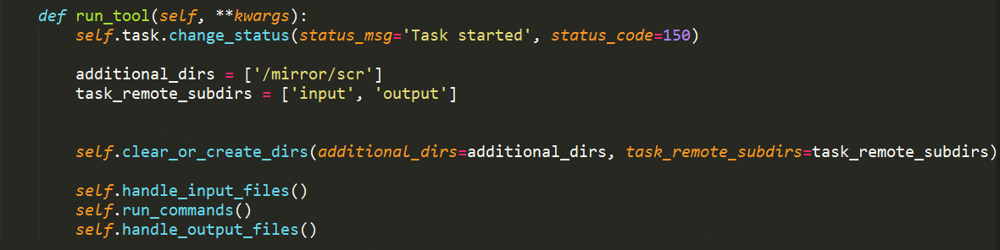 def run_tool(self, **kwargs):
self.task.change_status(status_msg='Task started', status_code=150)
additional_dirs = ['/mirror/scr']
task_remote_subdirs = ['input', 'output']
self.clear_or_create_dirs(additional_dirs=additional_dirs, task_remote_subdirs=task_remote_subdirs)
self.handle_input_files()
self.run_commands()
self.handle_output_files()